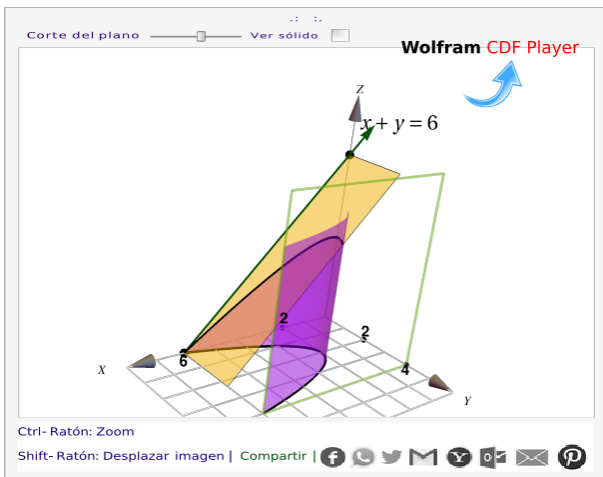 Corte del plano Ver sólido
Wolfram CDF Player
Z
x + y = 6
2
2
6
4
X
Y
Ctrl- Ratón: Zoom
Shift- Ratón: Desplazar imagen | Compartir |